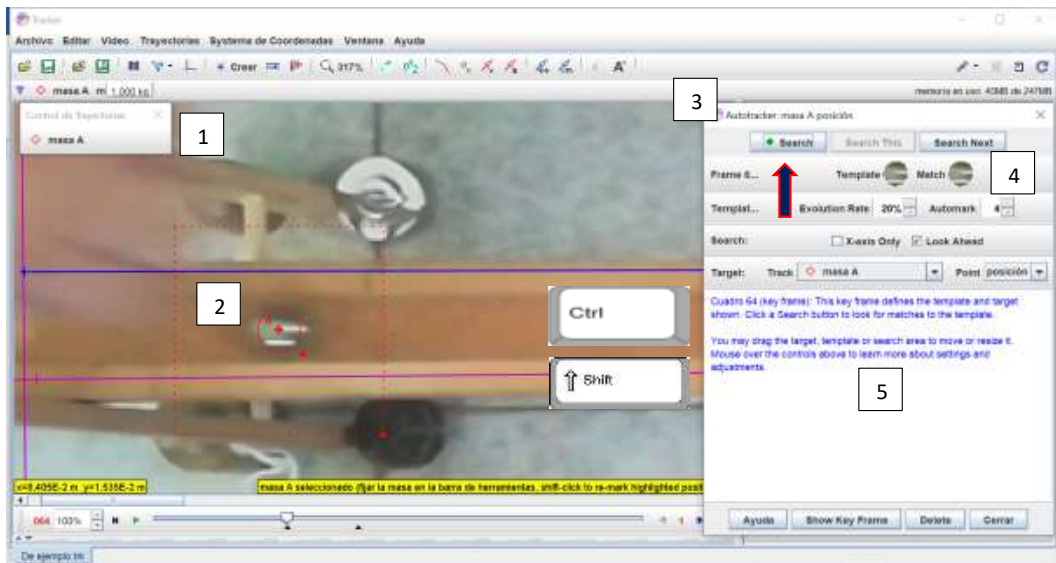 Tracker
Archivo Editar Video Trayectorias Systema de Coordenadas Ventana Ayuda
Crear 317%
masa A m 1,000 kg
memoria en uso: 43MB de 247MB
Control de Trayectorias
masa A
1
2
Ctrl
Shift
3
Autotracker: masa A posición
Search Search This Search Next
Frame 6... Template Match
4
Templat... Evolution Rate 20% Automark 4
Search: X-axis Only Look Ahead
Target: Track masa A Point posición
Cuadro 64 (key frame): This key frame defines the template and target
shown. Click a Search button to look for matches to the template.
You may drag the target, template or search area to move or resize it.
Mouse over the controls above to learn more about settings and
adjustments.
5
x=8,405E-2 m y=1,535E-2 m
masa A seleccionado (fijar la masa en la barra de herramientas, shift-click to re-mark highlighted posi
064 100%
Ayuda Show Key Frame Delete Cerrar
De ejemplo.trk